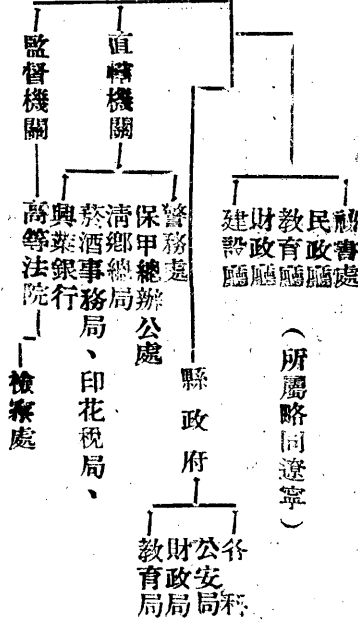 祕書處
民政廳
教育廳
財政廳
建設廳
（所屬略同遼寧）
縣政府
各科
公安局
財政局
教育局
直轄機關
警務處
保甲總辦公處
清鄉總局
菸酒事務局、印花稅局、
興業銀行
監督機關
高等法院
檢察處